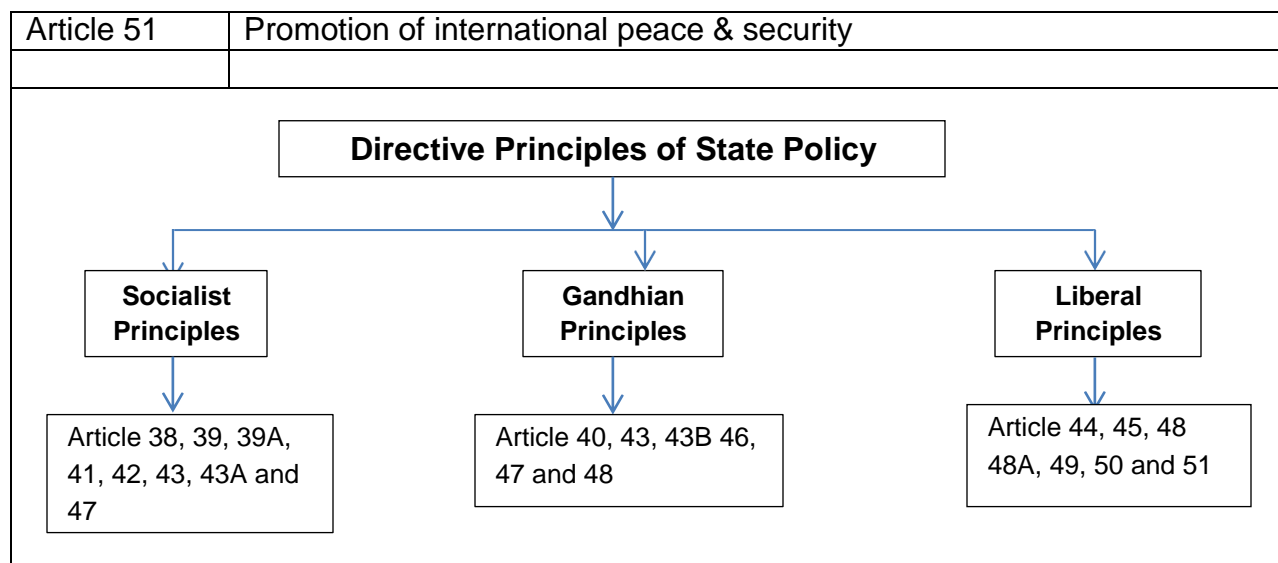 Article 51 Promotion of international peace & security
Directive Principles of State Policy
Socialist
Principles
Gandhian
Principles
Liberal
Principles
Article 38, 39, 39A,
41, 42, 43, 43A and
47
Article 40, 43, 43B 46,
47 and 48
Article 44, 45, 48
48A, 49, 50 and 51